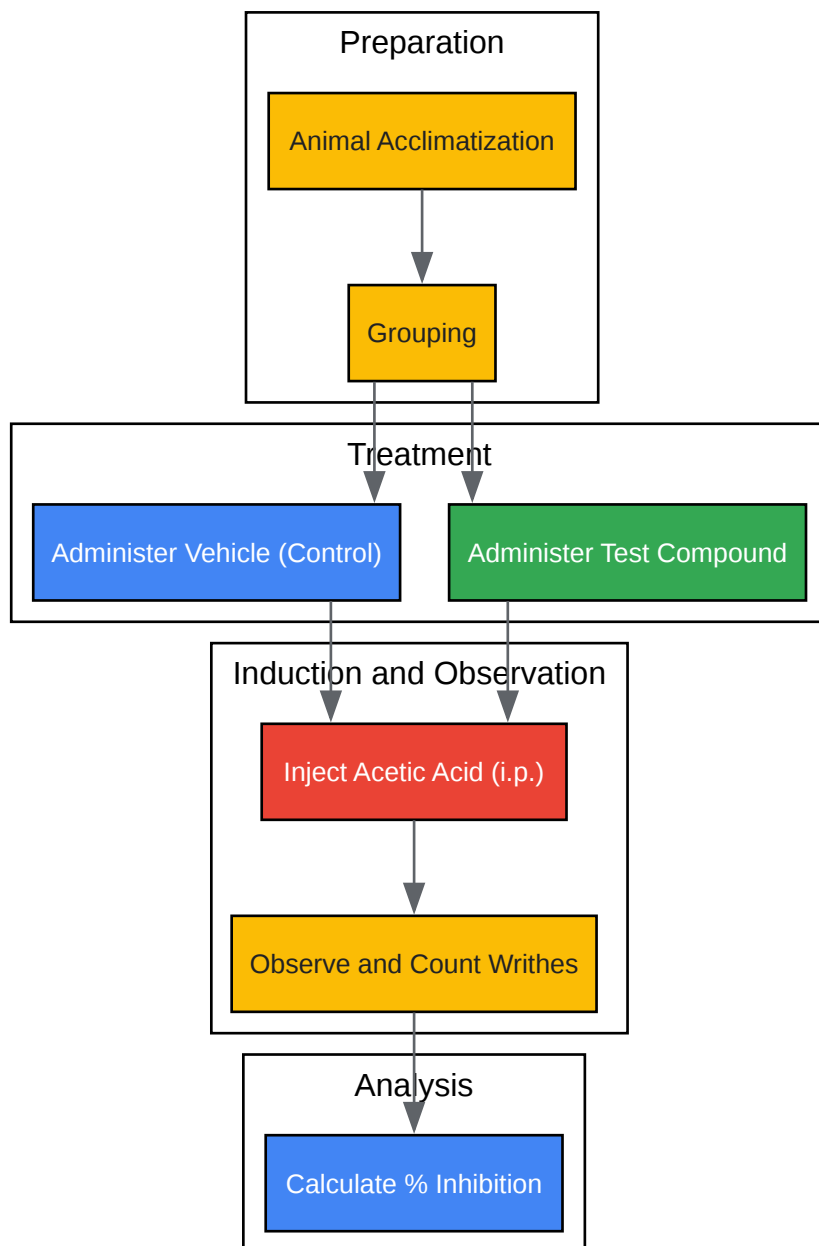 Preparation
Animal Acclimatization
Grouping
Treatment
Administer Vehicle (Control)
Administer Test Compound
Induction and Observation
Inject Acetic Acid (i.p.)
Observe and Count Writhes
Analysis
Calculate % Inhibition